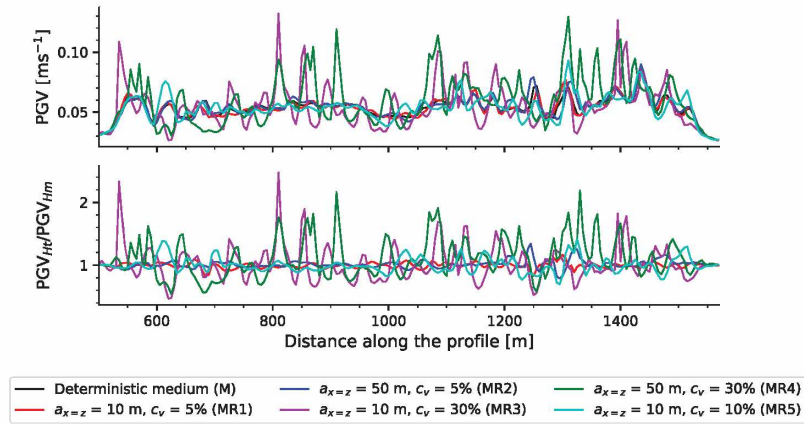 PGV [ms⁻¹]
0.10
0.05
PGV_Ht/PGV_Hm
2
1
600 800 1000 1200 1400
Distance along the profile [m]
Deterministic medium (M) a_x=z = 50 m, c_v = 5% (MR2) a_x=z = 50 m, c_v = 30% (MR4)
a_x=z = 10 m, c_v = 5% (MR1) a_x=z = 10 m, c_v = 30% (MR3) a_x=z = 10 m, c_v = 10% (MR5)